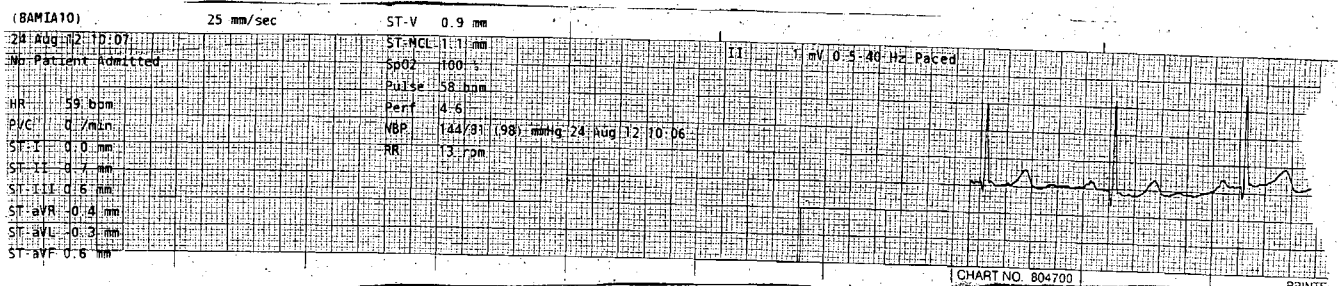 (8AMIA10) 25 mm/sec
24 Aug 12 10:07
No Patient Admitted
HR 59 bpm
PVC 0 /min
ST-I 0.0 mm
ST-II 0.7 mm
ST-III 0.6 mm
ST-aVR -0.4 mm
ST-aVL -0.3 mm
ST-aVF 0.6 mm
ST-V 0.9 mm
ST-MCL 1.1 mm
SpO2 100 %
Pulse 58 bpm
Perf 4.6
NBP 144/81 (98) mmHg 24 Aug 12 10:06
RR 13 rpm
II 1 mV 0.5-40 Hz Paced
CHART NO. 804700
PRINTE